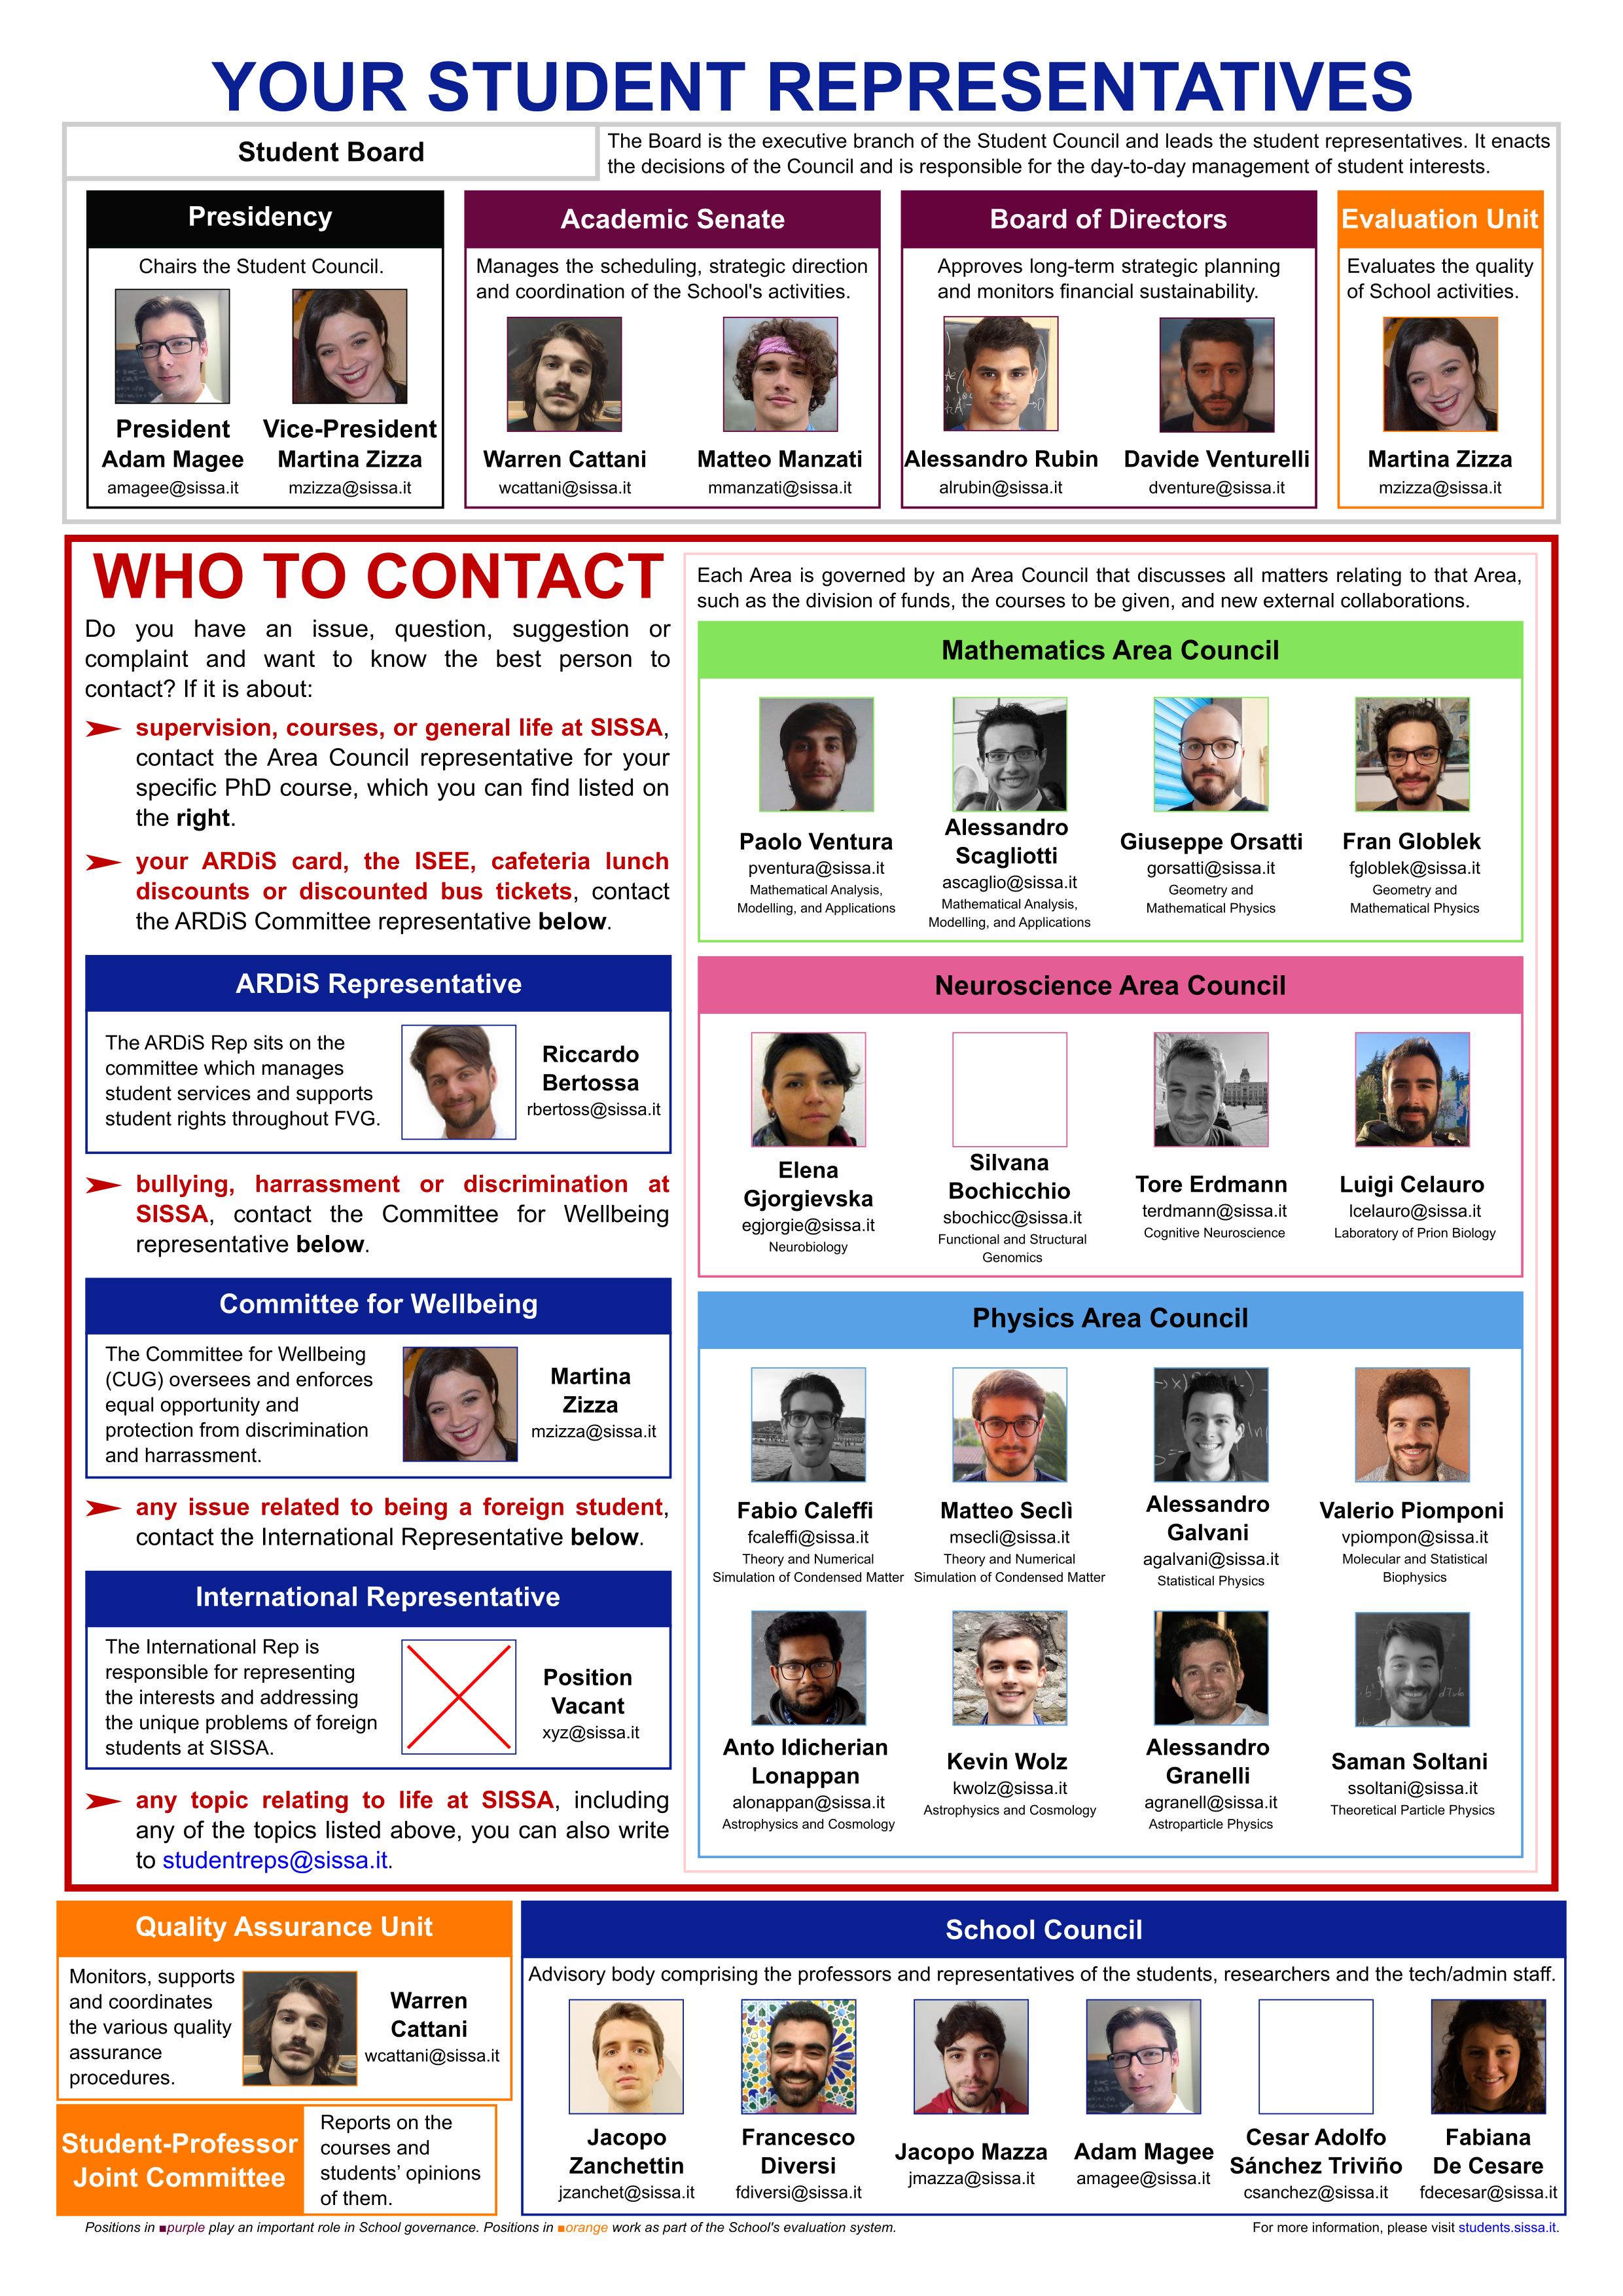 YOUR STUDENT REPRESENTATIVES
Student Board
The Board is the executive branch of the Student Council and leads the student representatives. It enacts
the decisions of the Council and is responsible for the day-to-day management of student interests.
Presidency
Chairs the Student Council.
President
Adam Magee
amagee@sissa.it
Vice-President
Martina Zizza
mzizza@sissa.it
Academic Senate
Manages the scheduling, strategic direction
and coordination of the School's activities.
Warren Cattani
wcattani@sissa.it
Matteo Manzati
mmanzati@sissa.it
Board of Directors
Approves long-term strategic planning
and monitors financial sustainability.
Alessandro Rubin
alrubin@sissa.it
Davide Venturelli
dventure@sissa.it
Evaluation Unit
Evaluates the quality
of School activities.
Martina Zizza
mzizza@sissa.it
WHO TO CONTACT
Do you have an issue, question, suggestion or
complaint and want to know the best person to
contact? If it is about:
supervision, courses, or general life at SISSA,
contact the Area Council representative for your
specific PhD course, which you can find listed on
the right.
your ARDiS card, the ISEE, cafeteria lunch
discounts or discounted bus tickets, contact
the ARDiS Committee representative below.
ARDiS Representative
The ARDiS Rep sits on the
committee which manages
student services and supports
student rights throughout FVG.
Riccardo
Bertossa
rbertoss@sissa.it
bullying, harrassment or discrimination at
SISSA, contact the Committee for Wellbeing
representative below.
Committee for Wellbeing
The Committee for Wellbeing
(CUG) oversees and enforces
equal opportunity and
protection from discrimination
and harrassment.
Martina
Zizza
mzizza@sissa.it
any issue related to being a foreign student,
contact the International Representative below.
International Representative
The International Rep is
responsible for representing
the interests and addressing
the unique problems of foreign
students at SISSA.
Position
Vacant
xyz@sissa.it
any topic relating to life at SISSA, including
any of the topics listed above, you can also write
to studentreps@sissa.it.
Each Area is governed by an Area Council that discusses all matters relating to that Area,
such as the division of funds, the courses to be given, and new external collaborations.
Mathematics Area Council
Paolo Ventura
pventura@sissa.it
Mathematical Analysis,
Modelling, and Applications
Alessandro
Scagliotti
ascaglio@sissa.it
Mathematical Analysis,
Modelling, and Applications
Giuseppe Orsatti
gorsatti@sissa.it
Geometry and
Mathematical Physics
Fran Globlek
fgloblek@sissa.it
Geometry and
Mathematical Physics
Neuroscience Area Council
Elena
Gjorgievska
egjorgie@sissa.it
Neurobiology
Silvana
Bochicchio
sbochicc@sissa.it
Functional and Structural
Genomics
Tore Erdmann
terdmann@sissa.it
Cognitive Neuroscience
Luigi Celauro
lcelauro@sissa.it
Laboratory of Prion Biology
Physics Area Council
Fabio Caleffi
fcaleffi@sissa.it
Theory and Numerical
Simulation of Condensed Matter
Matteo Seclì
msecli@sissa.it
Theory and Numerical
Simulation of Condensed Matter
Alessandro
Galvani
agalvani@sissa.it
Statistical Physics
Valerio Piomponi
vpiompon@sissa.it
Molecular and Statistical
Biophysics
Anto Idicherian
Lonappan
alonappan@sissa.it
Astrophysics and Cosmology
Kevin Wolz
kwolz@sissa.it
Astrophysics and Cosmology
Alessandro
Granelli
agranell@sissa.it
Astroparticle Physics
Saman Soltani
ssoltani@sissa.it
Theoretical Particle Physics
Quality Assurance Unit
Monitors, supports
and coordinates
the various quality
assurance
procedures.
Warren
Cattani
wcattani@sissa.it
Student-Professor
Joint Committee
Reports on the
courses and
students’ opinions
of them.
School Council
Advisory body comprising the professors and representatives of the students, researchers and the tech/admin staff.
Jacopo
Zanchettin
jzanchet@sissa.it
Francesco
Diversi
fdiversi@sissa.it
Jacopo Mazza
jmazza@sissa.it
Adam Magee
amagee@sissa.it
Cesar Adolfo
Sánchez Triviño
csanchez@sissa.it
Fabiana
De Cesare
fdecesar@sissa.it
Positions in ■purple play an important role in School governance. Positions in ■orange work as part of the School's evaluation system.
For more information, please visit students.sissa.it.